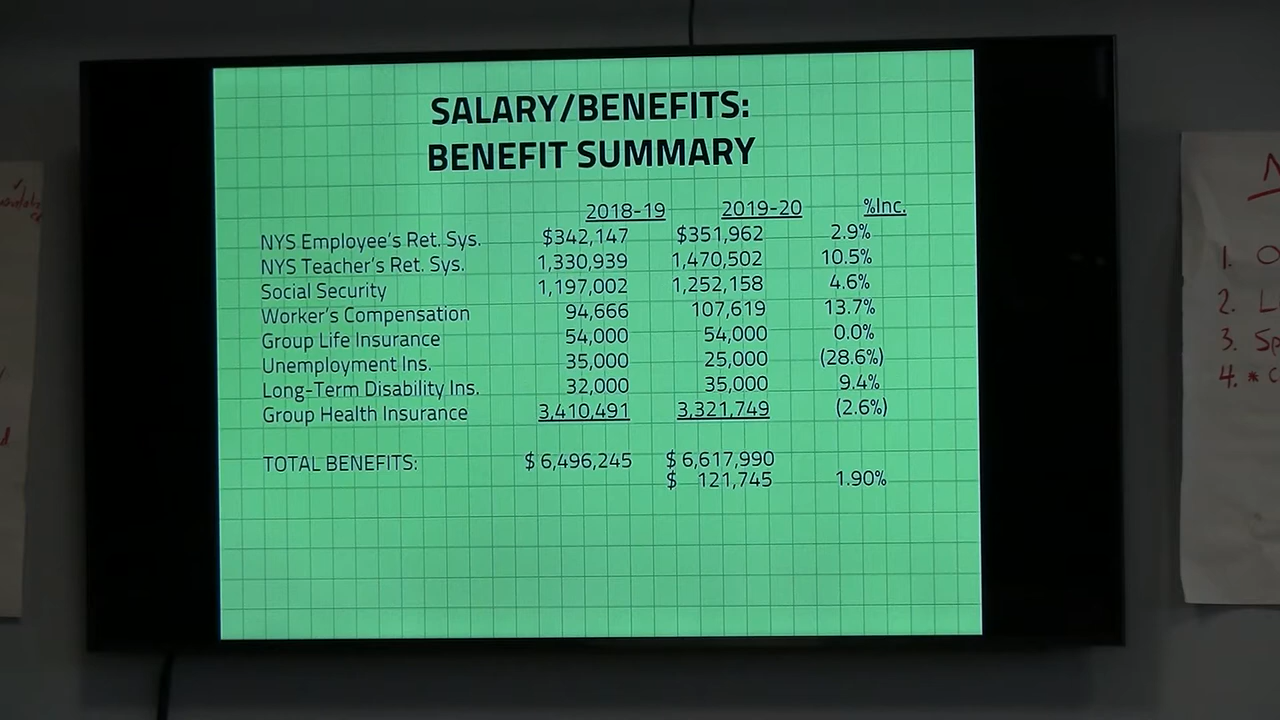 SALARY/BENEFITS:
BENEFIT SUMMARY
2018-19 2019-20 %Inc.
NYS Employee's Ret. Sys. $342,147 $351,962 2.9%
NYS Teacher's Ret. Sys. 1,330,939 1,470,502 10.5%
Social Security 1,197,002 1,252,158 4.6%
Worker's Compensation 94,666 107,619 13.7%
Group Life Insurance 54,000 54,000 0.0%
Unemployment Ins. 35,000 25,000 (28.6%)
Long-Term Disability Ins. 32,000 35,000 9.4%
Group Health Insurance 3,410,491 3,321,749 (2.6%)
TOTAL BENEFITS: $ 6,496,245 $ 6,617,990
$ 121,745 1.90%
1.
2.
3.
4. *